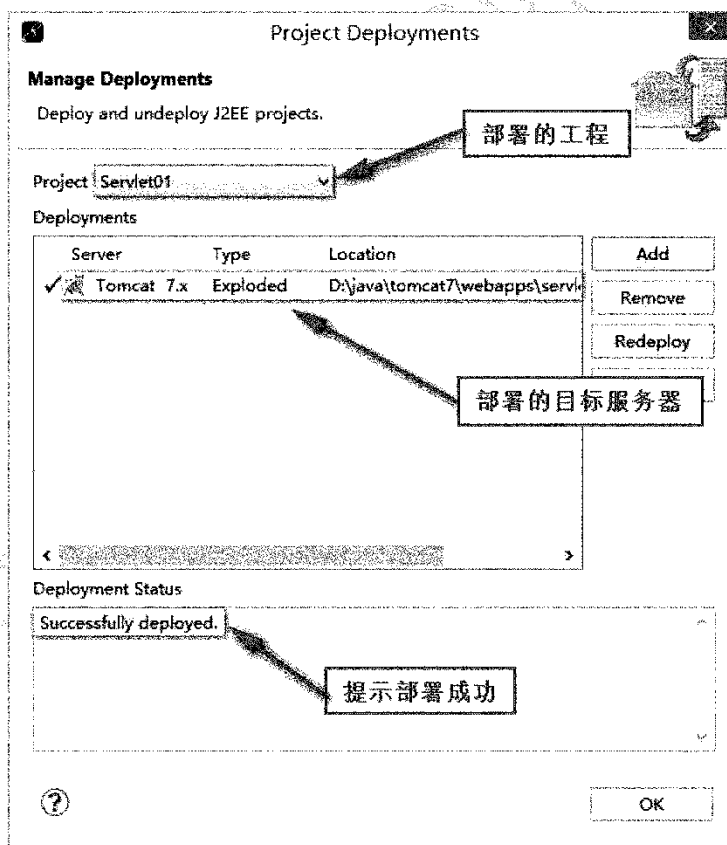 Project Deployments
Manage Deployments
Deploy and undeploy J2EE projects.
部署的工程
Project Servlet01
Deployments
Server Type Location
Add
Tomcat 7.x Exploded D:\java\tomcat7\webapps\servl
Remove
Redeploy
部署的目标服务器
Deployment Status
Successfully deployed.
提示部署成功
OK